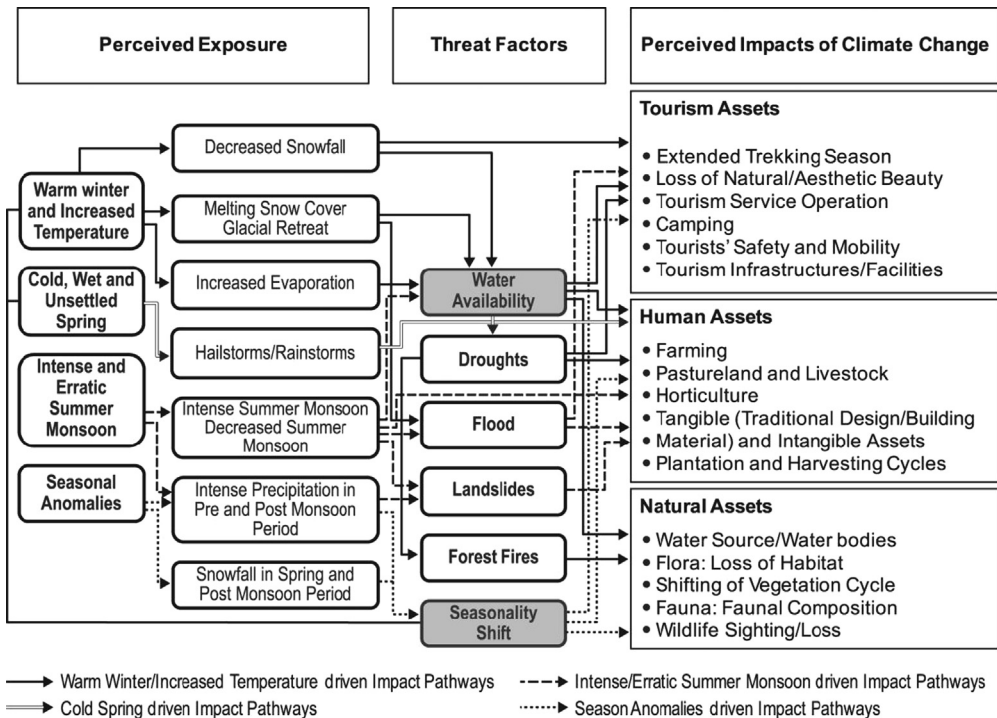 Perceived Exposure
Threat Factors
Perceived Impacts of Climate Change
Warm winter
and Increased
Temperature
Cold, Wet and
Unsettled
Spring
Intense and
Erratic
Summer
Monsoon
Seasonal
Anomalies
Decreased Snowfall
Melting Snow Cover
Glacial Retreat
Increased Evaporation
Hailstorms/Rainstorms
Intense Summer Monsoon
Decreased Summer
Monsoon
Intense Precipitation in
Pre and Post Monsoon
Period
Snowfall in Spring and
Post Monsoon Period
Water
Availability
Droughts
Flood
Landslides
Forest Fires
Seasonality
Shift
Tourism Assets
• Extended Trekking Season
• Loss of Natural/Aesthetic Beauty
• Tourism Service Operation
• Camping
• Tourists' Safety and Mobility
• Tourism Infrastructures/Facilities
Human Assets
• Farming
• Pastureland and Livestock
• Horticulture
• Tangible (Traditional Design/Building
• Material) and Intangible Assets
• Plantation and Harvesting Cycles
Natural Assets
• Water Source/Water bodies
• Flora: Loss of Habitat
• Shifting of Vegetation Cycle
• Fauna: Faunal Composition
• Wildlife Sighting/Loss
Warm Winter/Increased Temperature driven Impact Pathways
Cold Spring driven Impact Pathways
Intense/Erratic Summer Monsoon driven Impact Pathways
Season Anomalies driven Impact Pathways